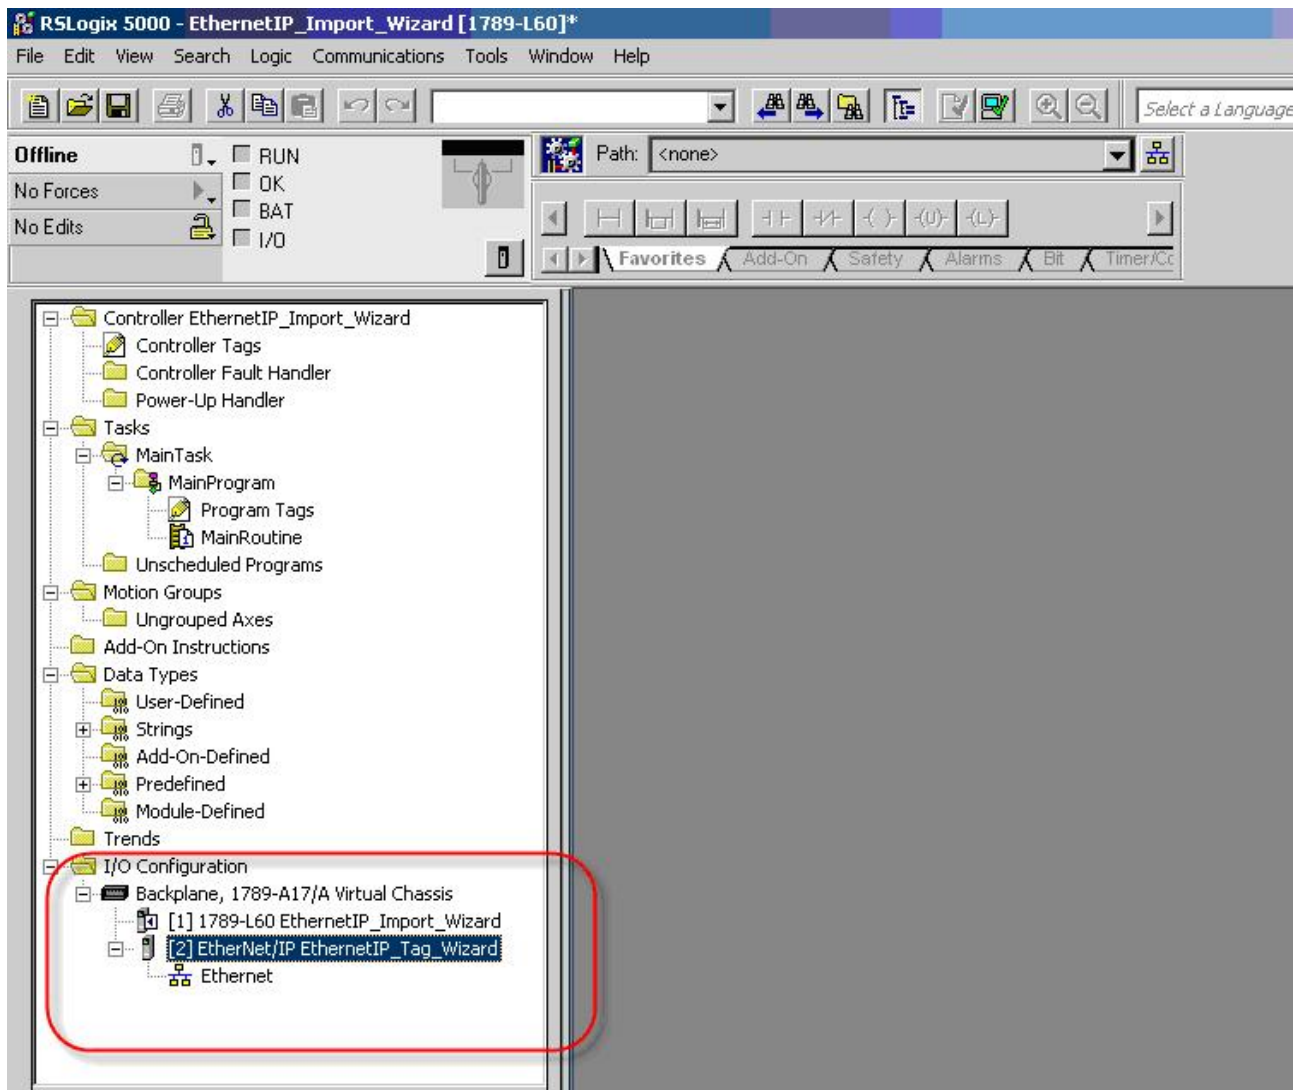 RSLogix 5000 - EthernetIP_Import_Wizard [1789-L60]*
File Edit View Search Logic Communications Tools Window Help
Select a Language
Offline RUN
No Forces OK
No Edits BAT
I/O
Path: <none>
Favorites Add-On Safety Alarms Bit
Controller EthernetIP_Import_Wizard
Controller Tags
Controller Fault Handler
Power-Up Handler
Tasks
MainTask
MainProgram
Program Tags
MainRoutine
Unscheduled Programs
Motion Groups
Ungrouped Axes
Add-On Instructions
Data Types
User-Defined
Strings
Add-On-Defined
Predefined
Module-Defined
Trends
I/O Configuration
Backplane, 1789-A17/A Virtual Chassis
[1] 1789-L60 EthernetIP_Import_Wizard
[2] EtherNet/IP EthernetIP_Tag_Wizard
Ethernet